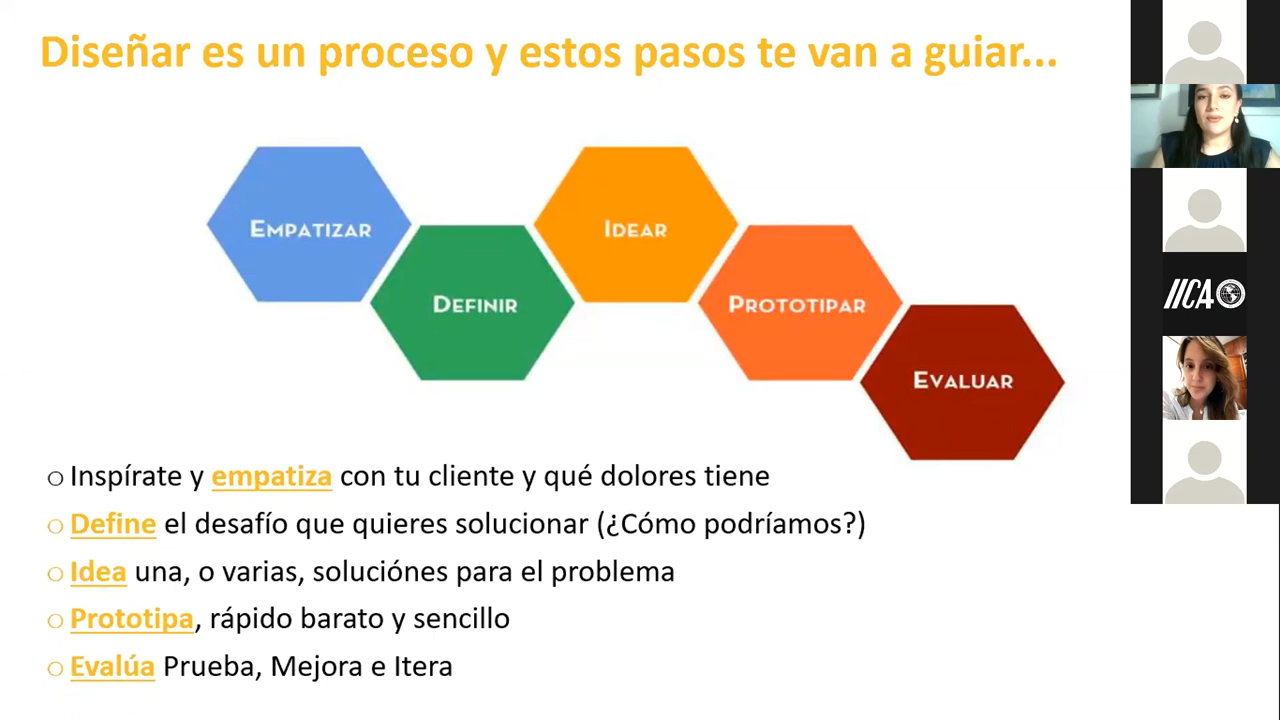 Diseñar es un proceso y estos pasos te van a guiar...
EMPATIZAR
DEFINIR
IDEAR
PROTOTIPAR
EVALUAR
Inspírate y empatiza con tu cliente y qué dolores tiene
Define el desafío que quieres solucionar (¿Cómo podríamos?)
Idea una, o varias, soluciónes para el problema
Prototipa, rápido barato y sencillo
Evalúa Prueba, Mejora e Itera
IICA